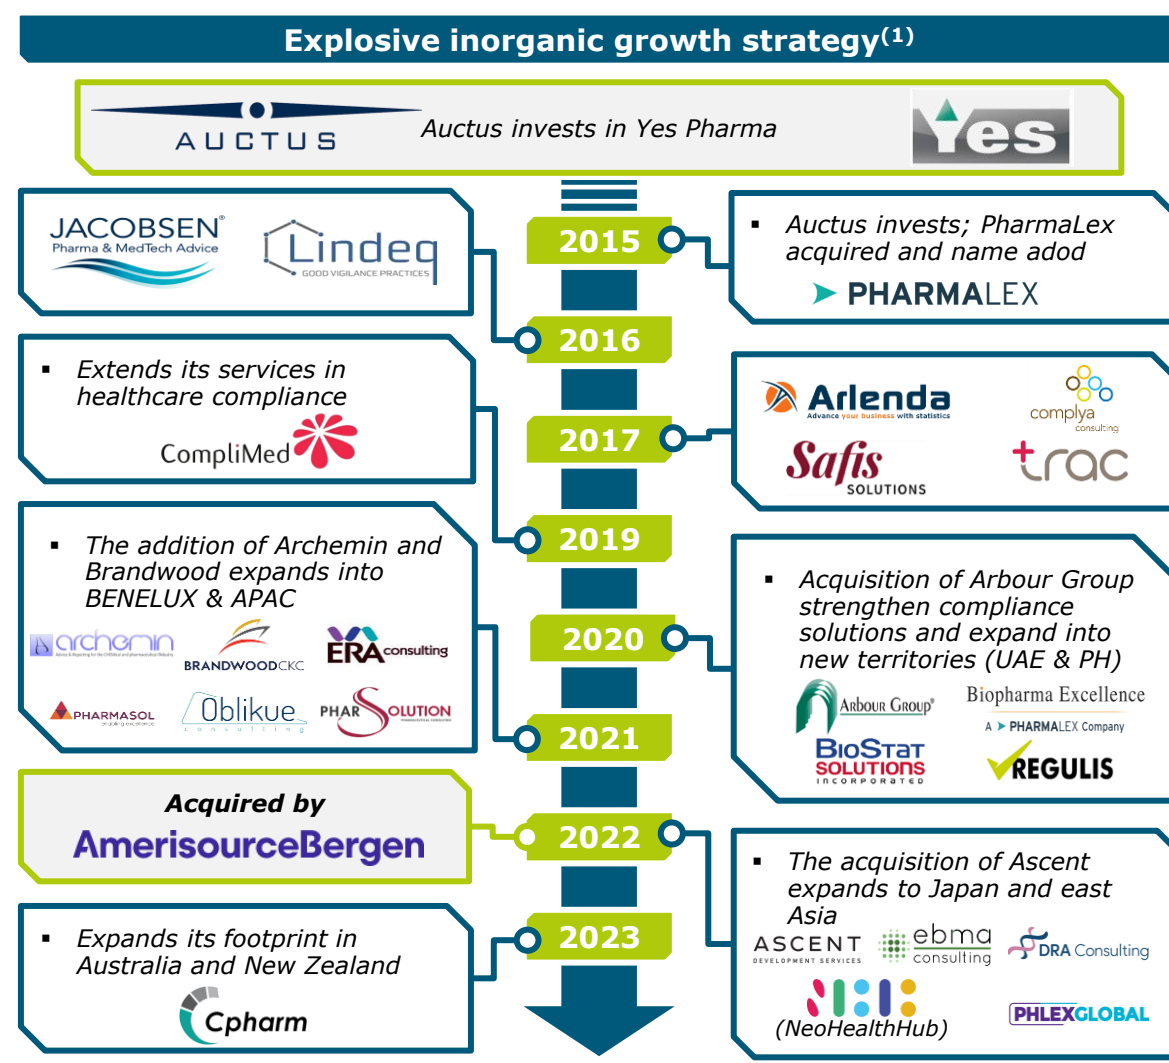 Explosive inorganic growth strategy(1)
AUCTUS
Auctus invests in Yes Pharma
Yes
2015
▪ Auctus invests; PharmaLex
acquired and name adod
PHARMALEX
JACOBSEN®
Pharma & MedTech Advice
Lindeq
GOOD VIGILANCE PRACTICES
2016
2017
Arlenda
Advance your business with statistics
complya
consulting
Safis
SOLUTIONS
trac
▪ Extends its services in
healthcare compliance
CompliMed
2019
2020
▪ Acquisition of Arbour Group
strengthen compliance
solutions and expand into
new territories (UAE & PH)
ARBOUR GROUP®
Biopharma Excellence
A PHARMALEX Company
BIOSTAT
SOLUTIONS
INCORPORATED
REGULIS
▪ The addition of Archemin and
Brandwood expands into
BENELUX & APAC
archemin
BRANDWOODCKC
ERA consulting
PHARMASOL
enabling excellence
Oblikue
consulting
PHARSOLUTION
2021
Acquired by
AmerisourceBergen
2022
▪ The acquisition of Ascent
expands to Japan and east
Asia
ASCENT
DEVELOPMENT SERVICES
ebma
consulting
DRA Consulting
(NeoHealthHub)
PHLEXGLOBAL
2023
▪ Expands its footprint in
Australia and New Zealand
Cpharm